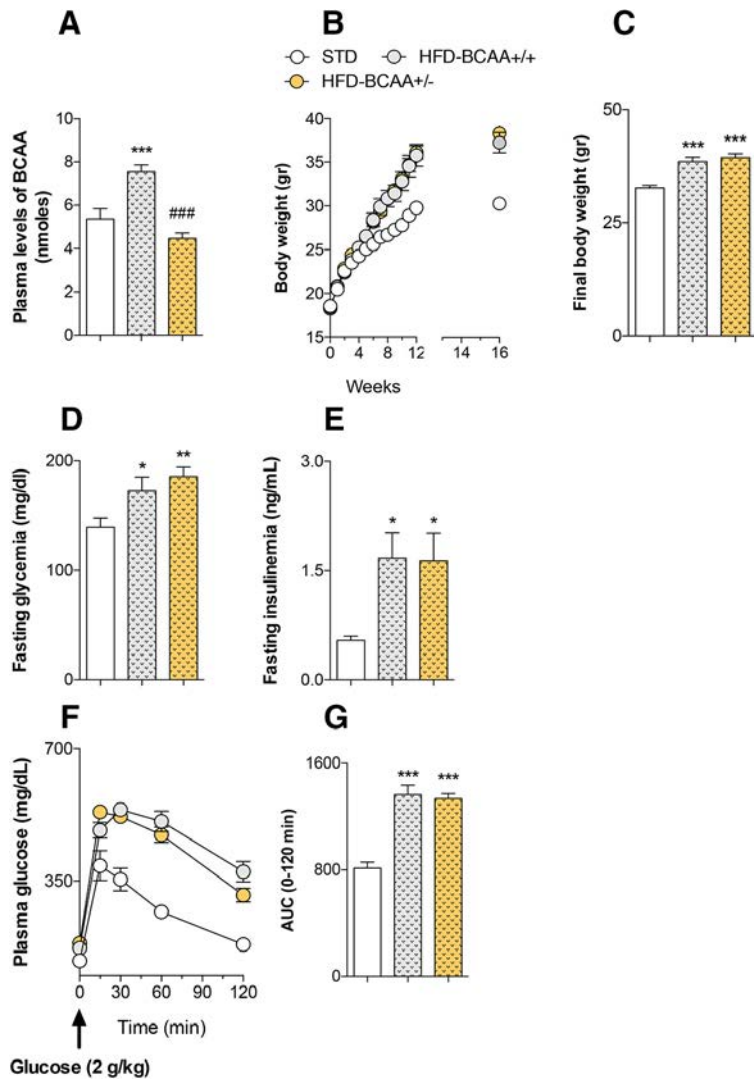 A
B
C
STD
HFD-BCAA+/+
HFD-BCAA+/-
Plasma levels of BCAA
(nmoles)
10
8
6
4
2
0
***
###
Body weight (gr)
40
35
30
25
20
15
0 4 8 12 14 16
Weeks
Final body weight (gr)
50
25
0
*** ***
D
E
Fasting glycemia (mg/dl)
200
100
0
* **
Fasting insulinemia (ng/mL)
3.0
1.5
0.0
* *
F
G
Plasma glucose (mg/dL)
700
350
0 30 60 90 120
Time (min)
Glucose (2 g/kg)
AUC (0-120 min)
1600
800
0
*** ***